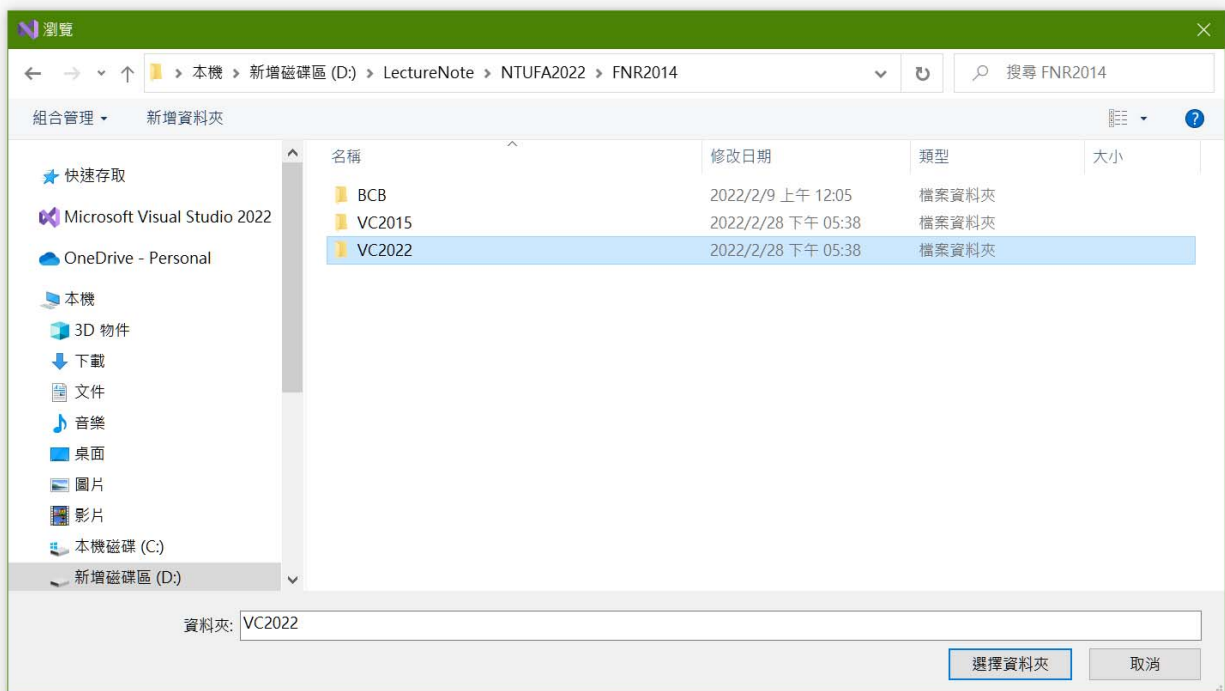 瀏覽
本機 > 新增磁碟區 (D:) > LectureNote > NTUFA2022 > FNR2014
搜尋 FNR2014
組合管理 新增資料夾
名稱 修改日期 類型 大小
快速存取
Microsoft Visual Studio 2022
OneDrive - Personal
本機
3D 物件
下載
文件
音樂
桌面
圖片
影片
本機磁碟 (C:)
新增磁碟區 (D:)
BCB 2022/2/9 上午 12:05 檔案資料夾
VC2015 2022/2/28 下午 05:38 檔案資料夾
VC2022 2022/2/28 下午 05:38 檔案資料夾
資料夾: VC2022
選擇資料夾 取消